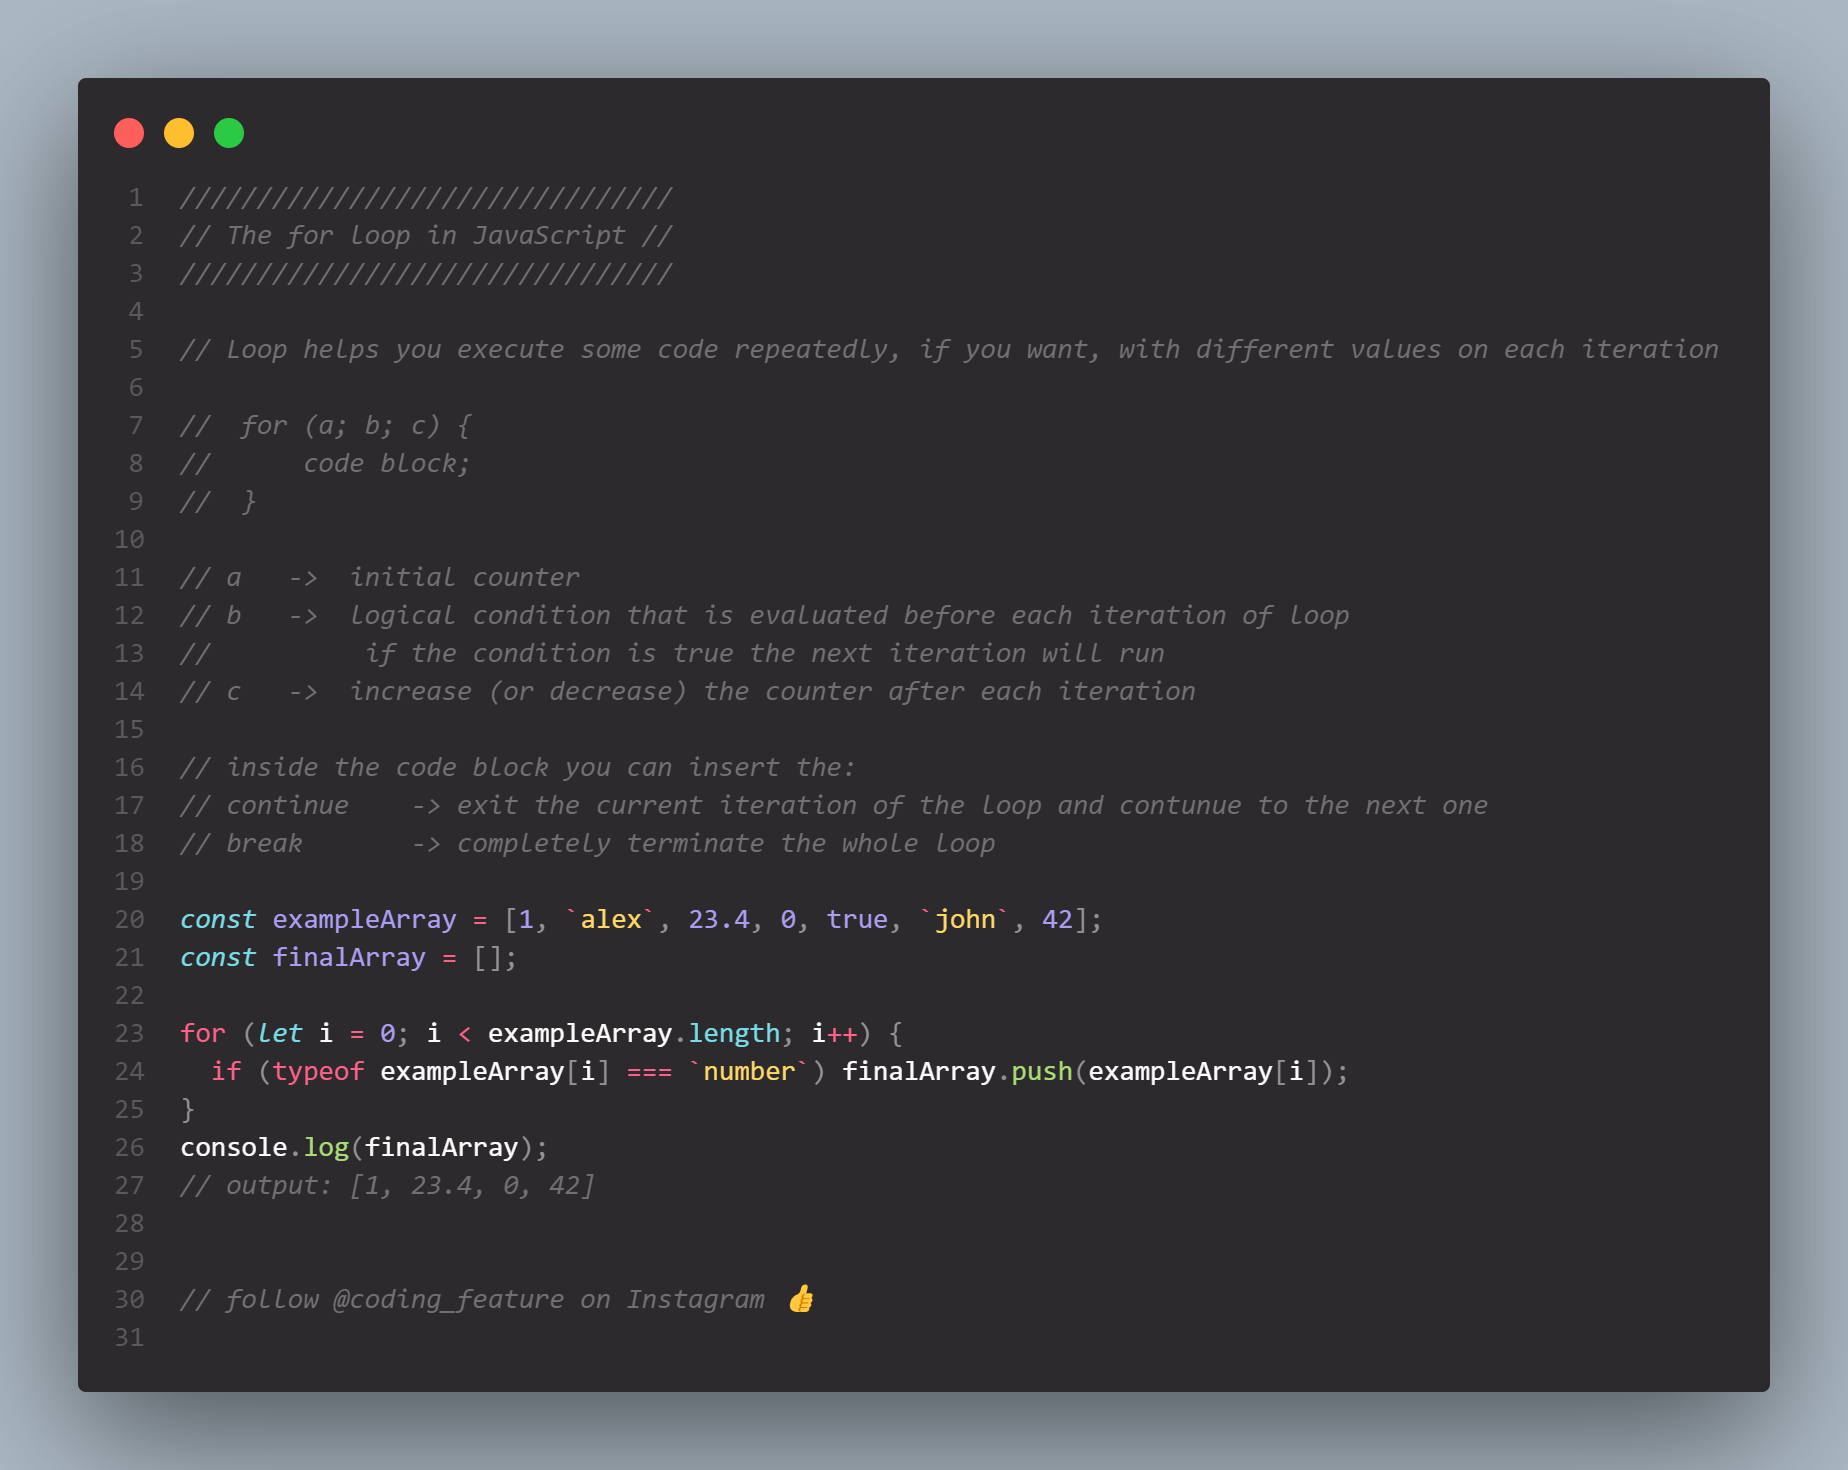 1 ////////////////////////////////
2 // The for loop in JavaScript //
3 ////////////////////////////////
4
5 // Loop helps you execute some code repeatedly, if you want, with different values on each iteration
6
7 //  for (a; b; c) {
8 //      code block;
9 //  }
10
11 // a   ->  initial counter
12 // b   ->  logical condition that is evaluated before each iteration of loop
13 //          if the condition is true the next iteration will run
14 // c   ->  increase (or decrease) the counter after each iteration
15
16 // inside the code block you can insert the:
17 // continue    -> exit the current iteration of the loop and contunue to the next one
18 // break       -> completely terminate the whole loop
19
20 const exampleArray = [1, `alex`, 23.4, 0, true, `john`, 42];
21 const finalArray = [];
22
23 for (let i = 0; i < exampleArray.length; i++) {
24   if (typeof exampleArray[i] === `number`) finalArray.push(exampleArray[i]);
25 }
26 console.log(finalArray);
27 // output: [1, 23.4, 0, 42]
28
29
30 // follow @coding_feature on Instagram 👍
31